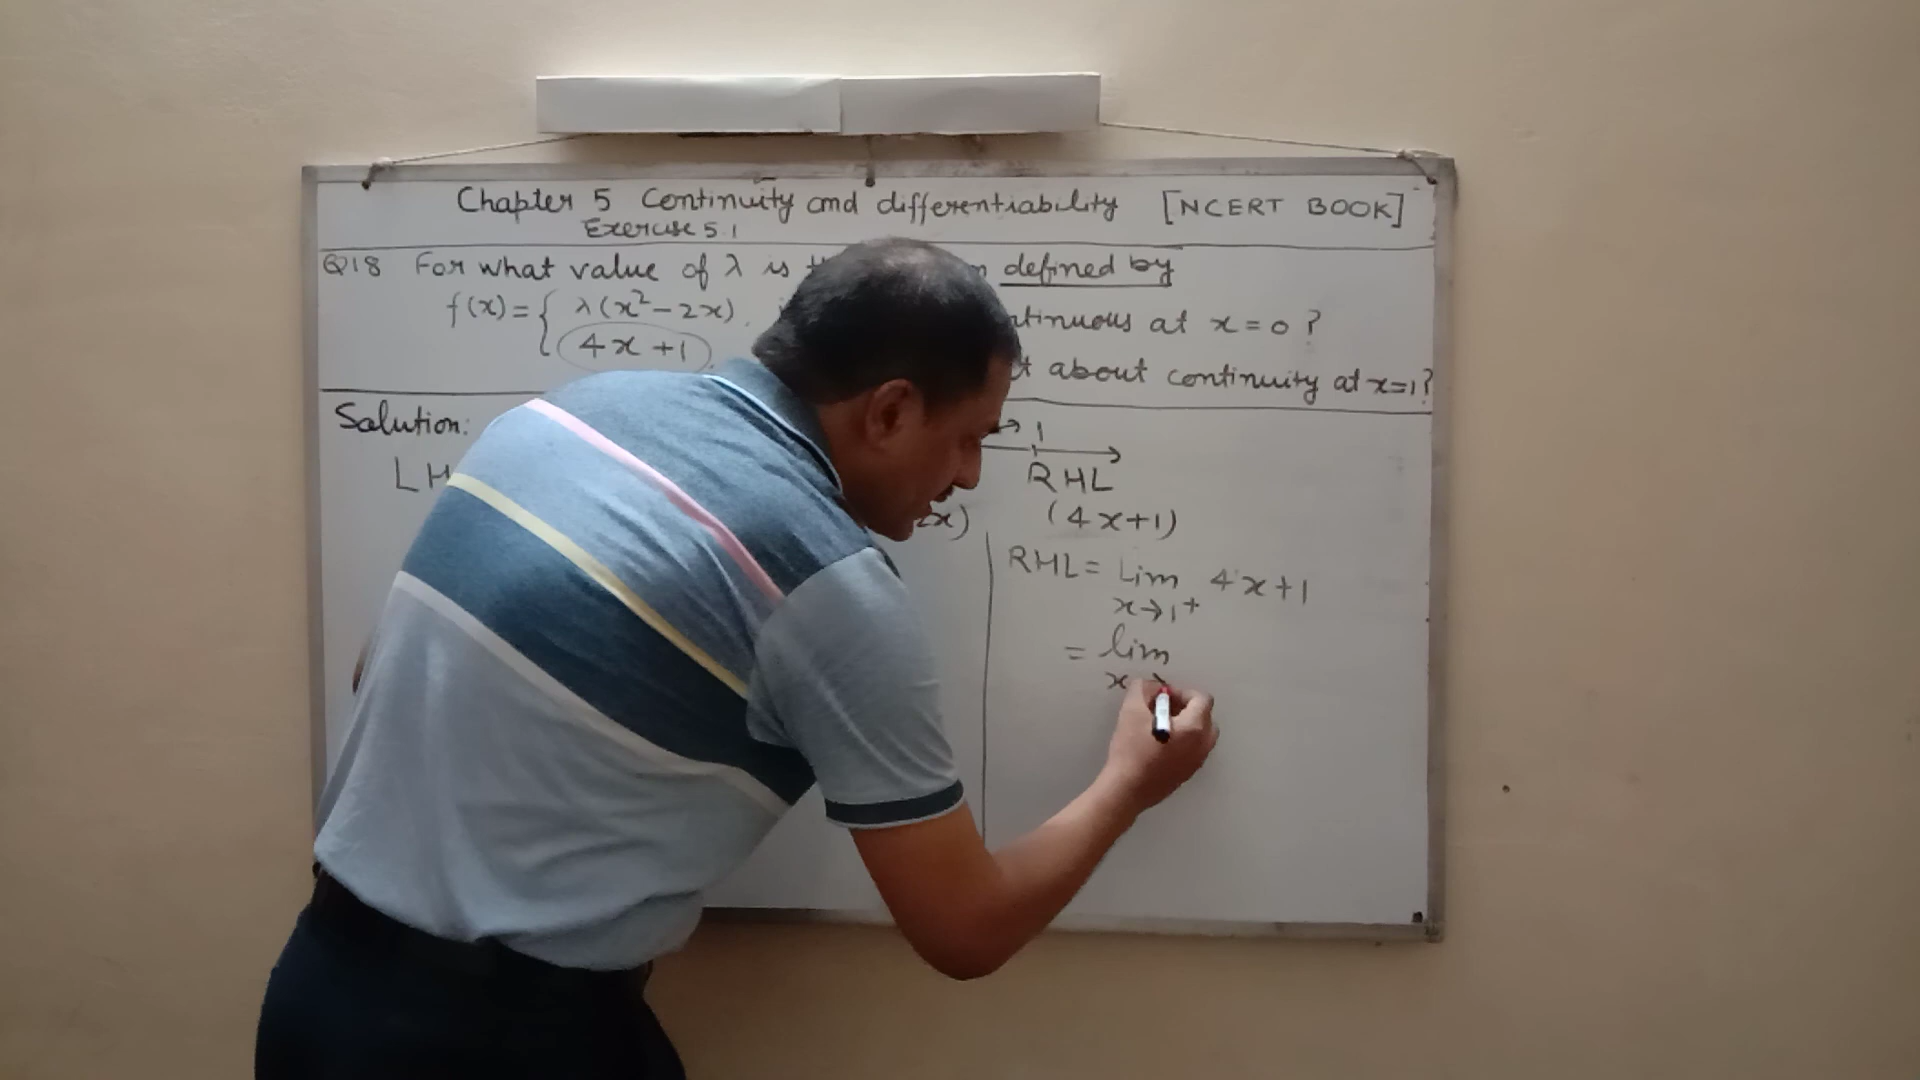 Chapter 5 Continuity and differentiability [NCERT BOOK]
Exercise 5.1
Q18 For what value of λ is defined by
f(x) = { λ(x²-2x), continuous at x=0?
4x+1, about continuity at x=1?
Solution: 1
LH RHL
2x) (4x+1)
RHL = Lim 4x+1
x→1⁺
= lim
x→